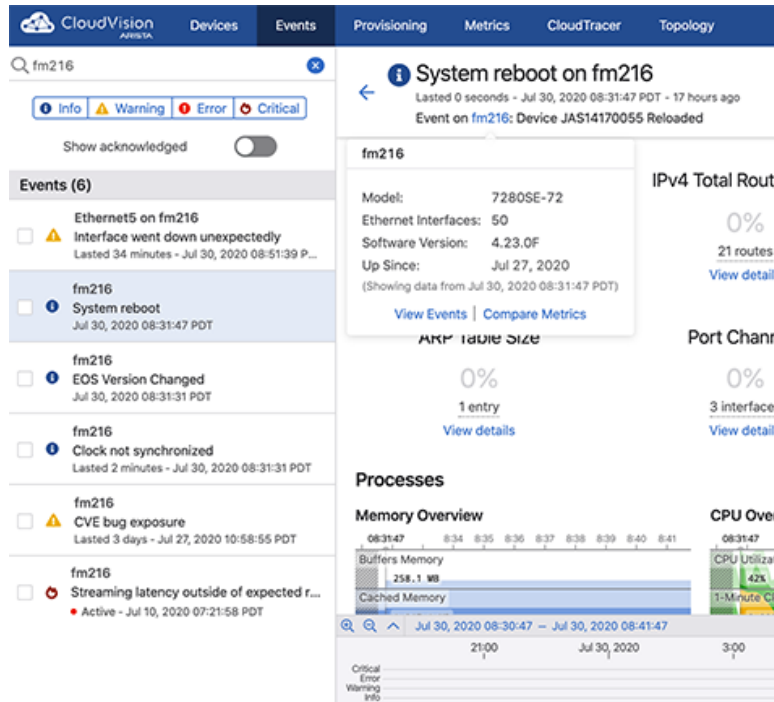 CloudVision
ARISTA
Devices
Events
Provisioning
Metrics
CloudTracer
Topology
fm216
Info
Warning
Error
Critical
Show acknowledged
Events (6)
Ethernet5 on fm216
Interface went down unexpectedly
Lasted 34 minutes - Jul 30, 2020 08:51:39 P...
fm216
System reboot
Jul 30, 2020 08:31:47 PDT
fm216
EOS Version Changed
Jul 30, 2020 08:31:31 PDT
fm216
Clock not synchronized
Lasted 2 minutes - Jul 30, 2020 08:31:31 PDT
fm216
CVE bug exposure
Lasted 3 days - Jul 27, 2020 10:58:55 PDT
fm216
Streaming latency outside of expected r...
Active - Jul 10, 2020 07:21:58 PDT
System reboot on fm216
Lasted 0 seconds - Jul 30, 2020 08:31:47 PDT - 17 hours ago
Event on fm216: Device JAS14170055 Reloaded
fm216
Model: 7280SE-72
Ethernet Interfaces: 50
Software Version: 4.23.0F
Up Since: Jul 27, 2020
(Showing data from Jul 30, 2020 08:31:47 PDT)
View Events | Compare Metrics
IPv4 Total Rout
0%
21 routes
View detail
ARP Table Size
0%
1 entry
View details
Port Chann
0%
3 interface
View detail
Processes
Memory Overview
08:31:47 8:34 8:35 8:36 8:37 8:38 8:39 8:40 8:41
Buffers Memory
258.1 MB
Cached Memory
CPU Over
08:31:47
CPU Utiliza
42%
1-Minute C
Jul 30, 2020 08:30:47 – Jul 30, 2020 08:41:47
21:00 Jul 30, 2020 3:00
Critical
Error
Warning
Info